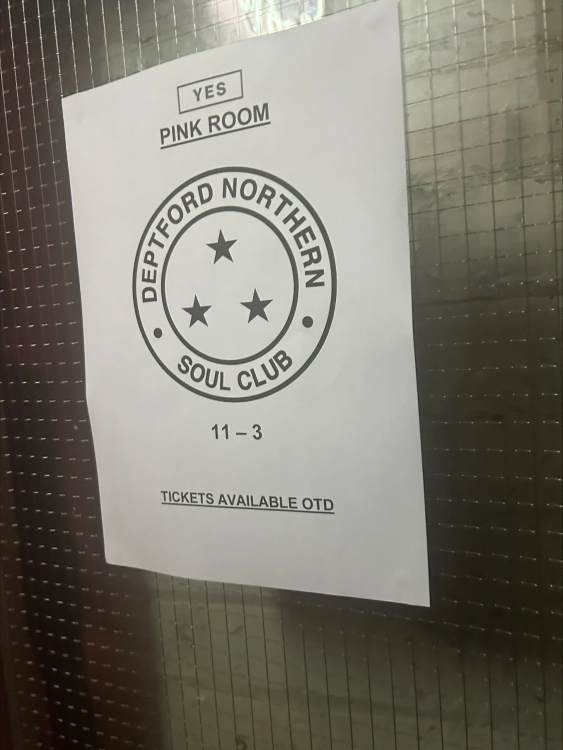 YES
PINK ROOM
DEPTFORD NORTHERN
SOUL CLUB
11 – 3
TICKETS AVAILABLE OTD